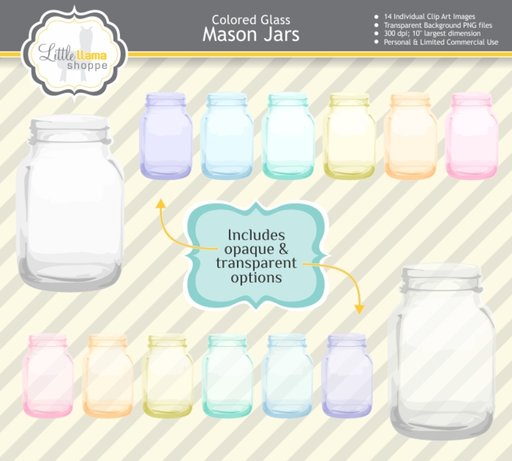 Little llama
shoppe
Colored Glass
Mason Jars
• 14 Individual Clip Art Images
• Transparent Background PNG files
• 300 dpi; 10" largest dimension
• Personal & Limited Commercial Use
Includes
opaque &
transparent
options